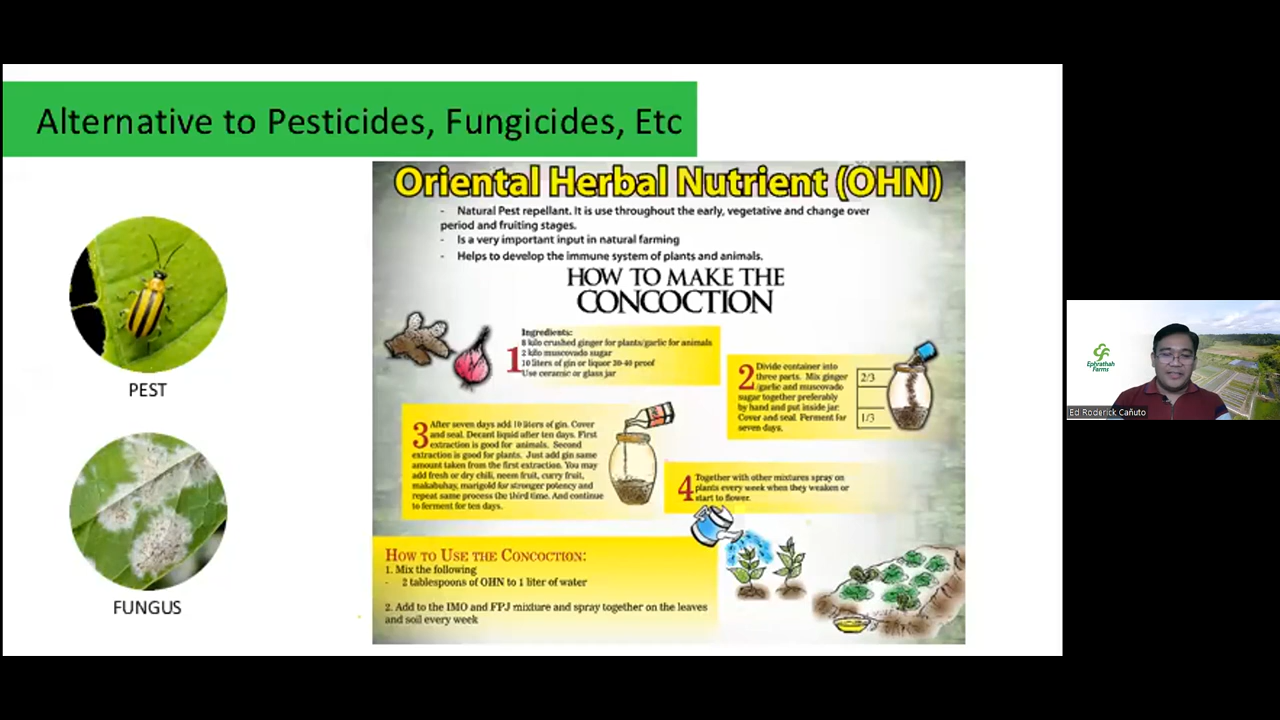 Alternative to Pesticides, Fungicides, Etc
PEST
FUNGUS
Oriental Herbal Nutrient (OHN)
- Natural Pest repellant. It is use throughout the early, vegetative and change over
period and fruiting stages.
- Is a very important input in natural farming
- Helps to develop the immune system of plants and animals.
HOW TO MAKE THE
CONCOCTION
1
Ingredients:
8 kilo crushed ginger for plants/garlic for animals
2 kilo muscovado sugar
10 liters of gin or liquor 20-40 proof
Use ceramic or glass jar
2
Divide container into
three parts. Mix ginger
/garlic and muscovado
sugar together preferably
by hand and put inside jar.
Cover and seal. Ferment for
seven days.
2/3
1/3
3
After seven days add 10 liters of gin. Cover
and seal. Decant liquid after ten days. First
extraction is good for animals. Second
extraction is good for plants. Just add gin same
amount taken from the first extraction. You may
add fresh or dry chili, neem fruit, curry fruit,
makabuhay, marigold for stronger potency and
repeat same process the third time. And continue
to ferment for ten days.
4
Together with other mixtures spray on
plants every week when they weaken or
start to flower.
HOW TO USE THE CONCOCTION:
1. Mix the following
- 2 tablespoons of OHN to 1 liter of water
2. Add to the IMO and FPJ mixture and spray together on the leaves
and soil every week
Ephrathah
Farms
Ed Roderick Cañuto